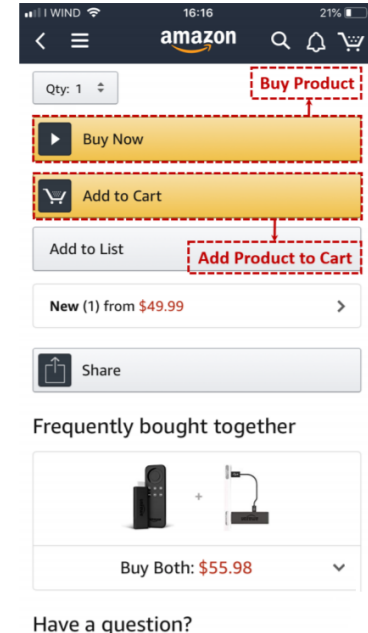 I WIND 16:16 21%
amazon
Qty: 1
Buy Product
Buy Now
Add to Cart
Add to List
Add Product to Cart
New (1) from $49.99
Share
Frequently bought together
+
Buy Both: $55.98
Have a question?